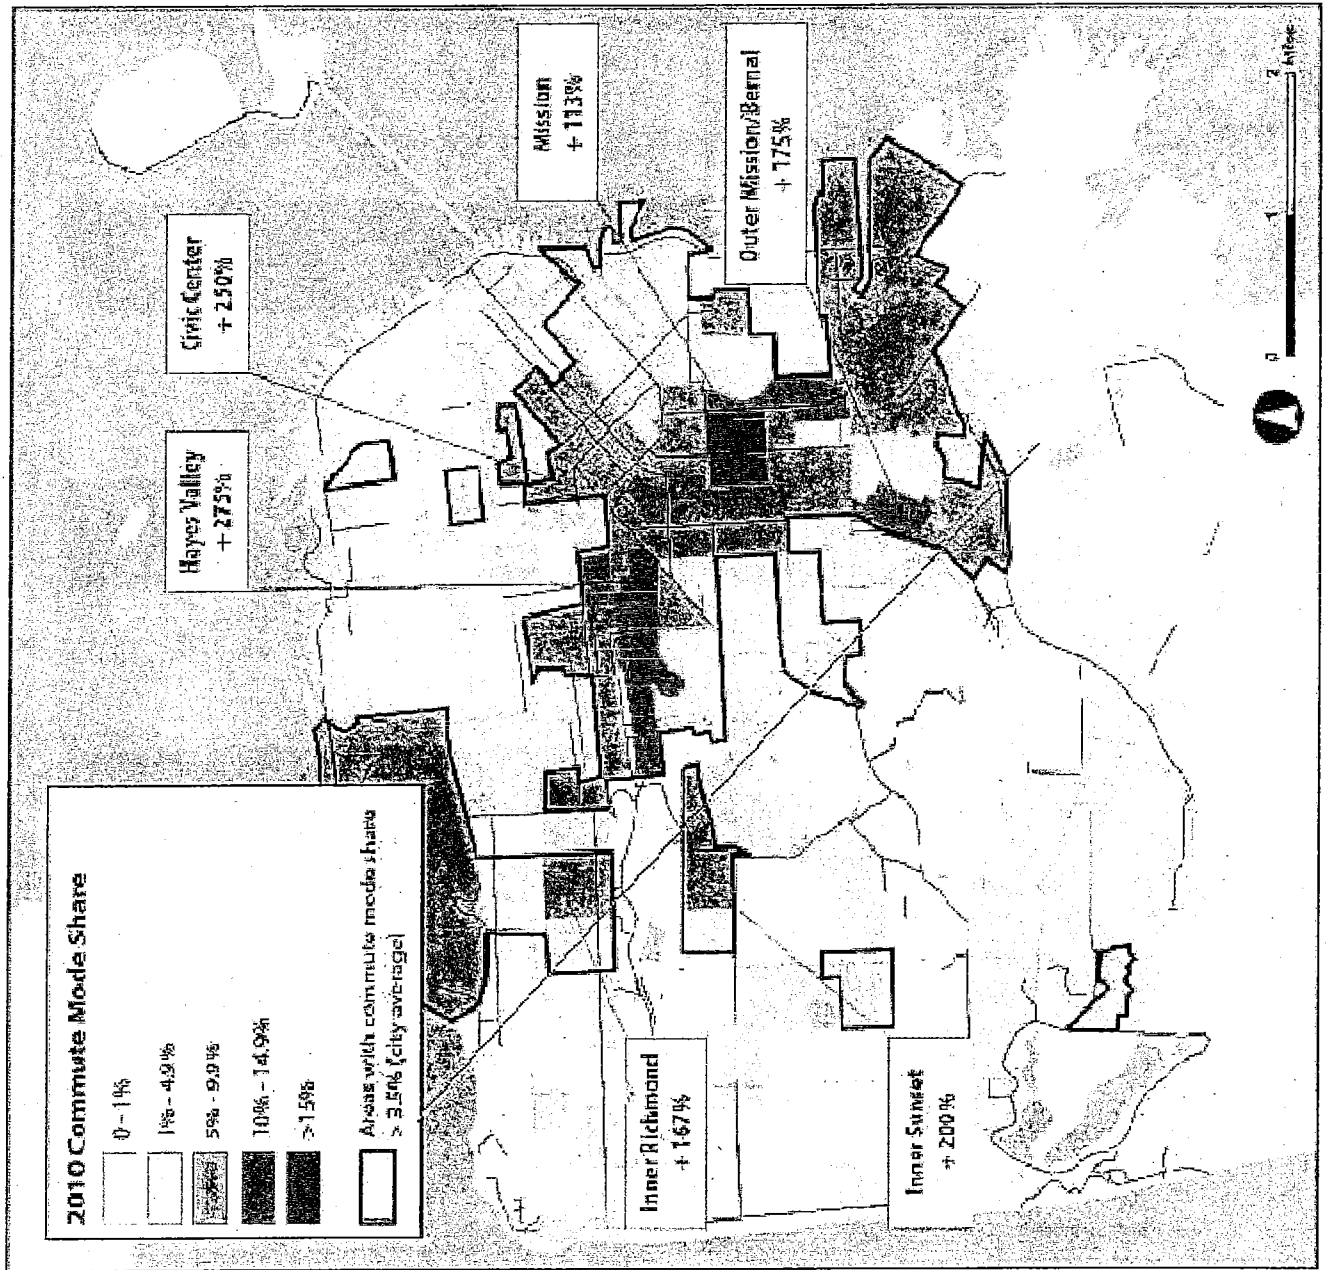 2010 Commute Mode Share
0 - 1%
1% - 4.9%
5% - 9.9%
10% - 14.9%
>15%
Areas with commute mode share
> 3.5% (city average)
Hayes Valley
+ 275%
Civic Center
+ 250%
Mission
+ 113%
Outer Mission/Bernal
+ 175%
Inner Richmond
+ 167%
Inner Sunset
+ 200%
0
1
2
Miles